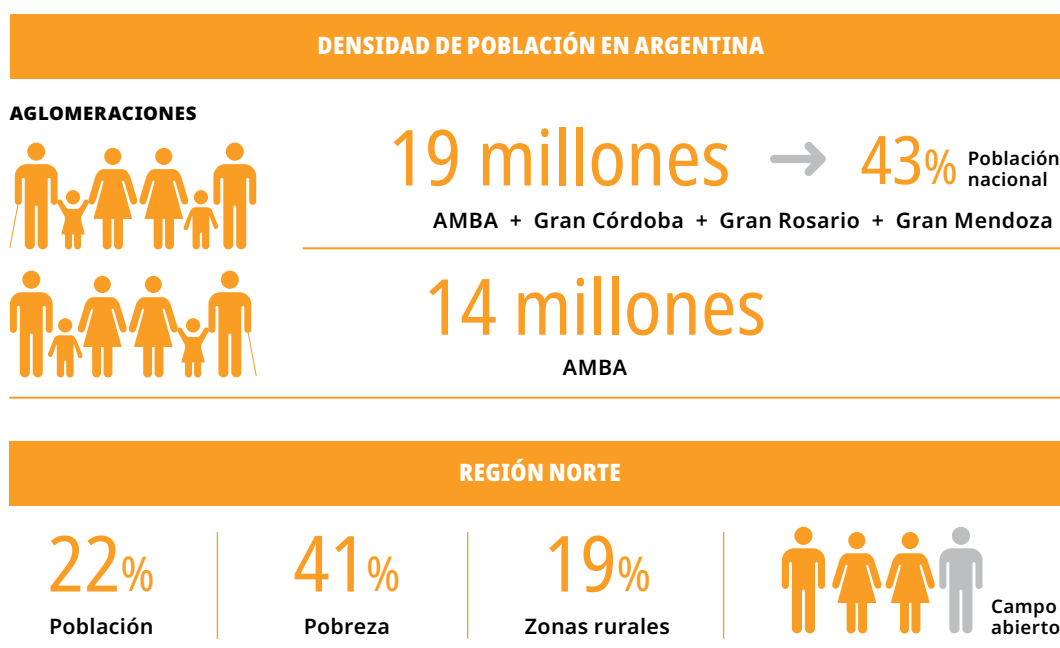 DENSIDAD DE POBLACIÓN EN ARGENTINA
AGLOMERACIONES
19 millones → 43% Población nacional
AMBA + Gran Córdoba + Gran Rosario + Gran Mendoza
14 millones
AMBA
REGIÓN NORTE
22%
Población
41%
Pobreza
19%
Zonas rurales
Campo
abierto